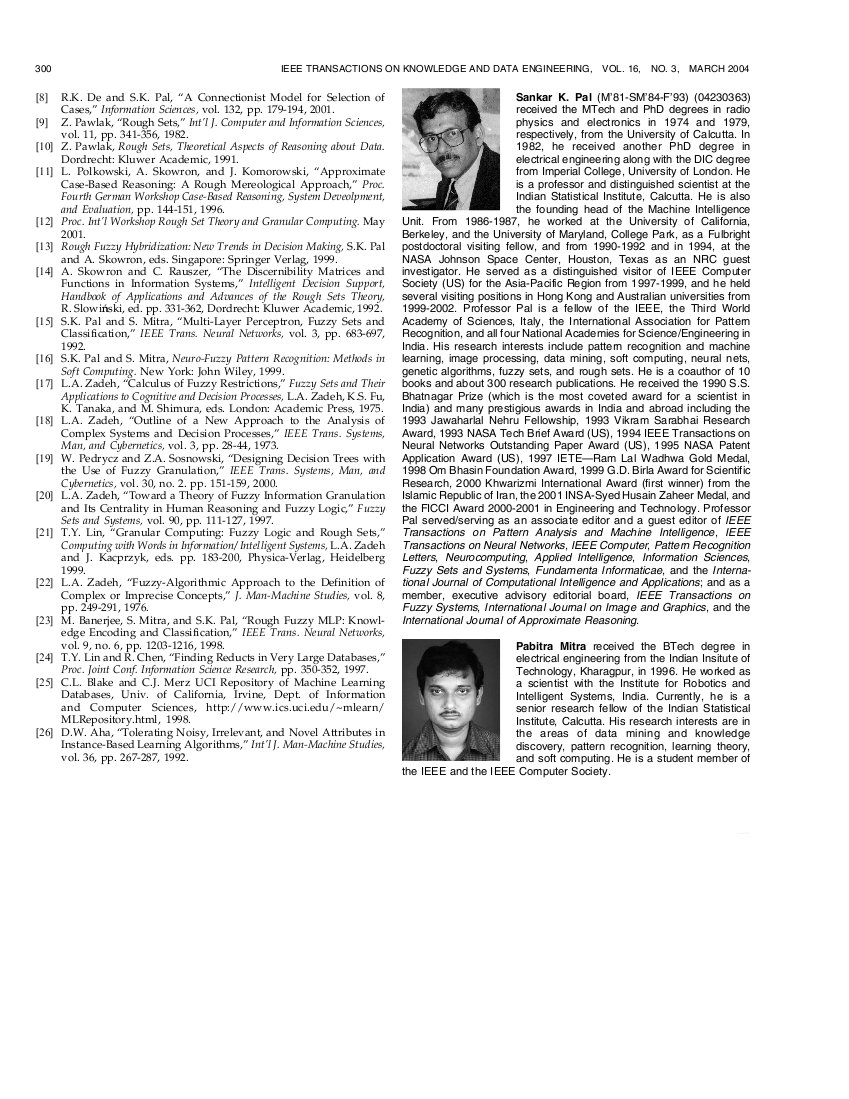 300
IEEE TRANSACTIONS ON KNOWLEDGE AND DATA ENGINEERING, VOL. 16, NO. 3, MARCH 2004
[8] R.K. De and S.K. Pal, “A Connectionist Model for Selection of
Cases,” Information Sciences, vol. 132, pp. 179-194, 2001.
[9] Z. Pawlak, “Rough Sets,” Int’l J. Computer and Information Sciences,
vol. 11, pp. 341-356, 1982.
[10] Z. Pawlak, Rough Sets, Theoretical Aspects of Reasoning about Data.
Dordrecht: Kluwer Academic, 1991.
[11] L. Polkowski, A. Skowron, and J. Komorowski, “Approximate
Case-Based Reasoning: A Rough Mereological Approach,” Proc.
Fourth German Workshop Case-Based Reasoning, System Deveolpment,
and Evaluation, pp. 144-151, 1996.
[12] Proc. Int’l Workshop Rough Set Theory and Granular Computing. May
2001.
[13] Rough Fuzzy Hybridization: New Trends in Decision Making, S.K. Pal
and A. Skowron, eds. Singapore: Springer Verlag, 1999.
[14] A. Skowron and C. Rauszer, “The Discernibility Matrices and
Functions in Information Systems,” Intelligent Decision Support,
Handbook of Applications and Advances of the Rough Sets Theory,
R. Slowiński, ed. pp. 331-362, Dordrecht: Kluwer Academic, 1992.
[15] S.K. Pal and S. Mitra, “Multi-Layer Perceptron, Fuzzy Sets and
Classification,” IEEE Trans. Neural Networks, vol. 3, pp. 683-697,
1992.
[16] S.K. Pal and S. Mitra, Neuro-Fuzzy Pattern Recognition: Methods in
Soft Computing. New York: John Wiley, 1999.
[17] L.A. Zadeh, “Calculus of Fuzzy Restrictions,” Fuzzy Sets and Their
Applications to Cognitive and Decision Processes, L.A. Zadeh, K.S. Fu,
K. Tanaka, and M. Shimura, eds. London: Academic Press, 1975.
[18] L.A. Zadeh, “Outline of a New Approach to the Analysis of
Complex Systems and Decision Processes,” IEEE Trans. Systems,
Man, and Cybernetics, vol. 3, pp. 28-44, 1973.
[19] W. Pedrycz and Z.A. Sosnowski, “Designing Decision Trees with
the Use of Fuzzy Granulation,” IEEE Trans. Systems, Man, and
Cybernetics, vol. 30, no. 2. pp. 151-159, 2000.
[20] L.A. Zadeh, “Toward a Theory of Fuzzy Information Granulation
and Its Centrality in Human Reasoning and Fuzzy Logic,” Fuzzy
Sets and Systems, vol. 90, pp. 111-127, 1997.
[21] T.Y. Lin, “Granular Computing: Fuzzy Logic and Rough Sets,”
Computing with Words in Information/Intelligent Systems, L.A. Zadeh
and J. Kacprzyk, eds. pp. 183-200, Physica-Verlag, Heidelberg
1999.
[22] L.A. Zadeh, “Fuzzy-Algorithmic Approach to the Definition of
Complex or Imprecise Concepts,” J. Man-Machine Studies, vol. 8,
pp. 249-291, 1976.
[23] M. Banerjee, S. Mitra, and S.K. Pal, “Rough Fuzzy MLP: Knowl-
edge Encoding and Classification,” IEEE Trans. Neural Networks,
vol. 9, no. 6, pp. 1203-1216, 1998.
[24] T.Y. Lin and R. Chen, “Finding Reducts in Very Large Databases,”
Proc. Joint Conf. Information Science Research, pp. 350-352, 1997.
[25] C.L. Blake and C.J. Merz UCI Repository of Machine Learning
Databases, Univ. of California, Irvine, Dept. of Information
and Computer Sciences, http://www.ics.uci.edu/~mlearn/
MLRepository.html, 1998.
[26] D.W. Aha, “Tolerating Noisy, Irrelevant, and Novel Attributes in
Instance-Based Learning Algorithms,” Int’l J. Man-Machine Studies,
vol. 36, pp. 267-287, 1992.
Sankar K. Pal (M’81-SM’84-F’93) (04230363)
received the MTech and PhD degrees in radio
physics and electronics in 1974 and 1979,
respectively, from the University of Calcutta. In
1982, he received another PhD degree in
electrical engineering along with the DIC degree
from Imperial College, University of London. He
is a professor and distinguished scientist at the
Indian Statistical Institute, Calcutta. He is also
the founding head of the Machine Intelligence
Unit. From 1986-1987, he worked at the University of California,
Berkeley, and the University of Maryland, College Park, as a Fulbright
postdoctoral visiting fellow, and from 1990-1992 and in 1994, at the
NASA Johnson Space Center, Houston, Texas as an NRC guest
investigator. He served as a distinguished visitor of IEEE Computer
Society (US) for the Asia-Pacific Region from 1997-1999, and he held
several visiting positions in Hong Kong and Australian universities from
1999-2002. Professor Pal is a fellow of the IEEE, the Third World
Academy of Sciences, Italy, the International Association for Pattern
Recognition, and all four National Academies for Science/Engineering in
India. His research interests include pattern recognition and machine
learning, image processing, data mining, soft computing, neural nets,
genetic algorithms, fuzzy sets, and rough sets. He is a coauthor of 10
books and about 300 research publications. He received the 1990 S.S.
Bhatnagar Prize (which is the most coveted award for a scientist in
India) and many prestigious awards in India and abroad including the
1993 Jawaharlal Nehru Fellowship, 1993 Vikram Sarabhai Research
Award, 1993 NASA Tech Brief Award (US), 1994 IEEE Transactions on
Neural Networks Outstanding Paper Award (US), 1995 NASA Patent
Application Award (US), 1997 IETE—Ram Lal Wadhwa Gold Medal,
1998 Om Bhasin Foundation Award, 1999 G.D. Birla Award for Scientific
Research, 2000 Khwarizmi International Award (first winner) from the
Islamic Republic of Iran, the 2001 INSA-Syed Husain Zaheer Medal, and
the FICCI Award 2000-2001 in Engineering and Technology. Professor
Pal served/serving as an associate editor and a guest editor of IEEE
Transactions on Pattern Analysis and Machine Intelligence, IEEE
Transactions on Neural Networks, IEEE Computer, Pattern Recognition
Letters, Neurocomputing, Applied Intelligence, Information Sciences,
Fuzzy Sets and Systems, Fundamenta Informaticae, and the Interna-
tional Journal of Computational Intelligence and Applications; and as a
member, executive advisory editorial board, IEEE Transactions on
Fuzzy Systems, International Journal on Image and Graphics, and the
International Journal of Approximate Reasoning.
Pabitra Mitra received the BTech degree in
electrical engineering from the Indian Insitute of
Technology, Kharagpur, in 1996. He worked as
a scientist with the Institute for Robotics and
Intelligent Systems, India. Currently, he is a
senior research fellow of the Indian Statistical
Institute, Calcutta. His research interests are in
the areas of data mining and knowledge
discovery, pattern recognition, learning theory,
and soft computing. He is a student member of
the IEEE and the IEEE Computer Society.